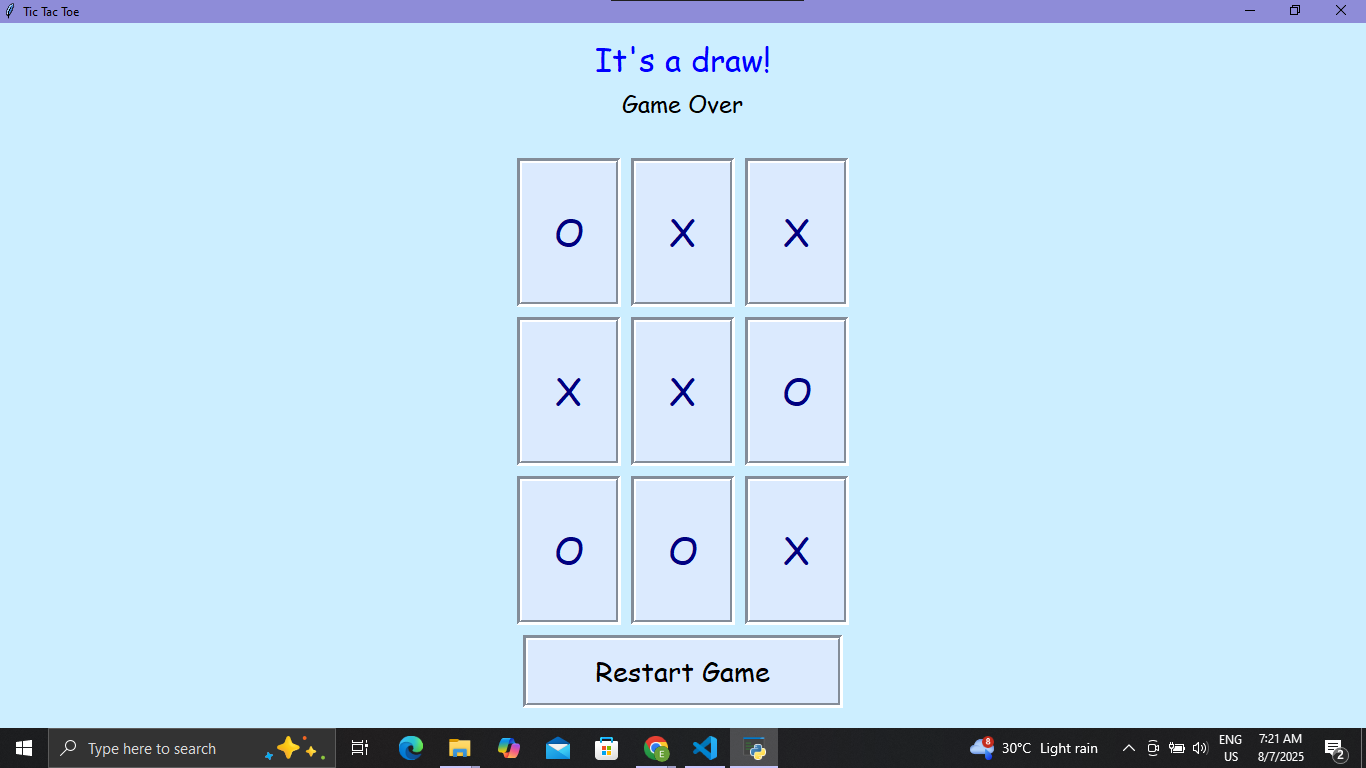 Tic Tac Toe
It's a draw!
Game Over
O X X
X X O
O O X
Restart Game
Type here to search
E
8
30°C Light rain
ENG
US
7:21 AM
8/7/2025
2